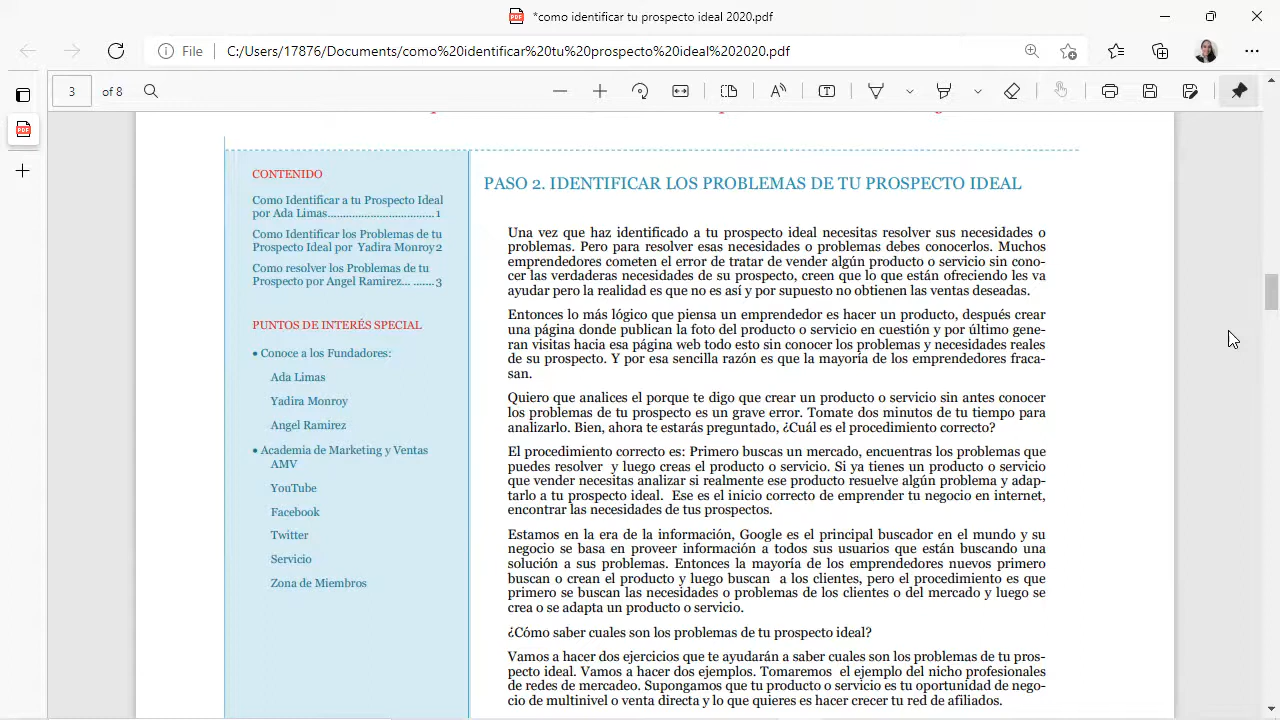 *como identificar tu prospecto ideal 2020.pdf
File
C:/Users/17876/Documents/como%20identificar%20tu%20prospecto%20ideal%202020.pdf
3 of 8
CONTENIDO
Como Identificar a tu Prospecto Ideal
por Ada Limas..................................1
Como Identificar los Problemas de tu
Prospecto Ideal por  Yadira Monroy2
Como resolver los Problemas de tu
Prospecto por Angel Ramirez... .......3
PUNTOS DE INTERÉS SPECIAL
• Conoce a los Fundadores:
Ada Limas
Yadira Monroy
Angel Ramirez
• Academia de Marketing y Ventas
AMV
YouTube
Facebook
Twitter
Servicio
Zona de Miembros
PASO 2. IDENTIFICAR LOS PROBLEMAS DE TU PROSPECTO IDEAL
Una vez que haz identificado a tu prospecto ideal necesitas resolver sus necesidades o
problemas. Pero para resolver esas necesidades o problemas debes conocerlos. Muchos
emprendedores cometen el error de tratar de vender algún producto o servicio sin cono-
cer las verdaderas necesidades de su prospecto, creen que lo que están ofreciendo les va
ayudar pero la realidad es que no es así y por supuesto no obtienen las ventas deseadas.
Entonces lo más lógico que piensa un emprendedor es hacer un producto, después crear
una página donde publican la foto del producto o servicio en cuestión y por último gene-
ran visitas hacia esa página web todo esto sin conocer los problemas y necesidades reales
de su prospecto. Y por esa sencilla razón es que la mayoría de los emprendedores fraca-
san.
Quiero que analices el porque te digo que crear un producto o servicio sin antes conocer
los problemas de tu prospecto es un grave error. Tomate dos minutos de tu tiempo para
analizarlo. Bien, ahora te estarás preguntado, ¿Cuál es el procedimiento correcto?
El procedimiento correcto es: Primero buscas un mercado, encuentras los problemas que
puedes resolver  y luego creas el producto o servicio. Si ya tienes un producto o servicio
que vender necesitas analizar si realmente ese producto resuelve algún problema y adap-
tarlo a tu prospecto ideal.  Ese es el inicio correcto de emprender tu negocio en internet,
encontrar las necesidades de tus prospectos.
Estamos en la era de la información, Google es el principal buscador en el mundo y su
negocio se basa en proveer información a todos sus usuarios que están buscando una
solución a sus problemas. Entonces la mayoría de los emprendedores nuevos primero
buscan o crean el producto y luego buscan  a los clientes, pero el procedimiento es que
primero se buscan las necesidades o problemas de los clientes o del mercado y luego se
crea o se adapta un producto o servicio.
¿Cómo saber cuales son los problemas de tu prospecto ideal?
Vamos a hacer dos ejercicios que te ayudarán a saber cuales son los problemas de tu pros-
pecto ideal. Vamos a hacer dos ejemplos. Tomaremos  el ejemplo del nicho profesionales
de redes de mercadeo. Supongamos que tu producto o servicio es tu oportunidad de nego-
cio de multinivel o venta directa y lo que quieres es hacer crecer tu red de afiliados.